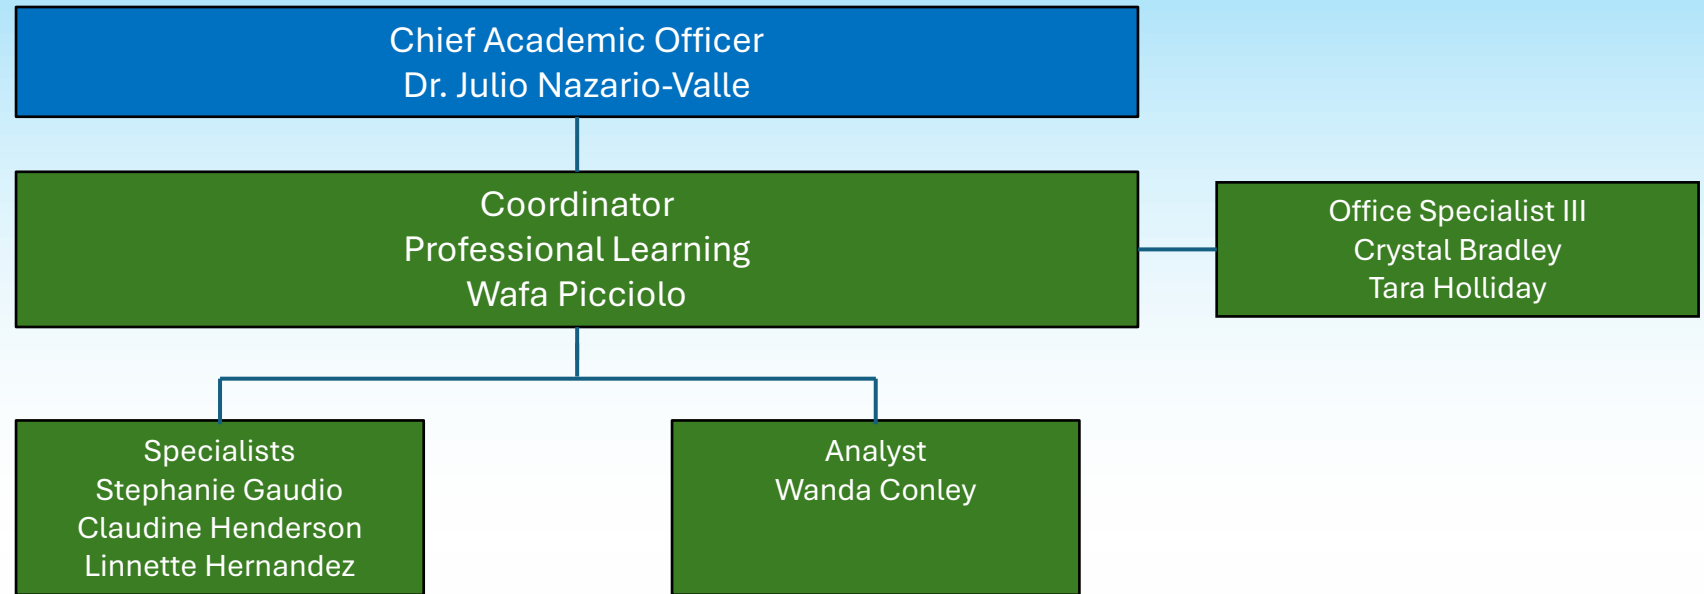 Chief Academic Officer
Dr. Julio Nazario-Valle
Coordinator
Professional Learning
Wafa Picciolo
Office Specialist III
Crystal Bradley
Tara Holliday
Specialists
Stephanie Gaudio
Claudine Henderson
Linnette Hernandez
Analyst
Wanda Conley